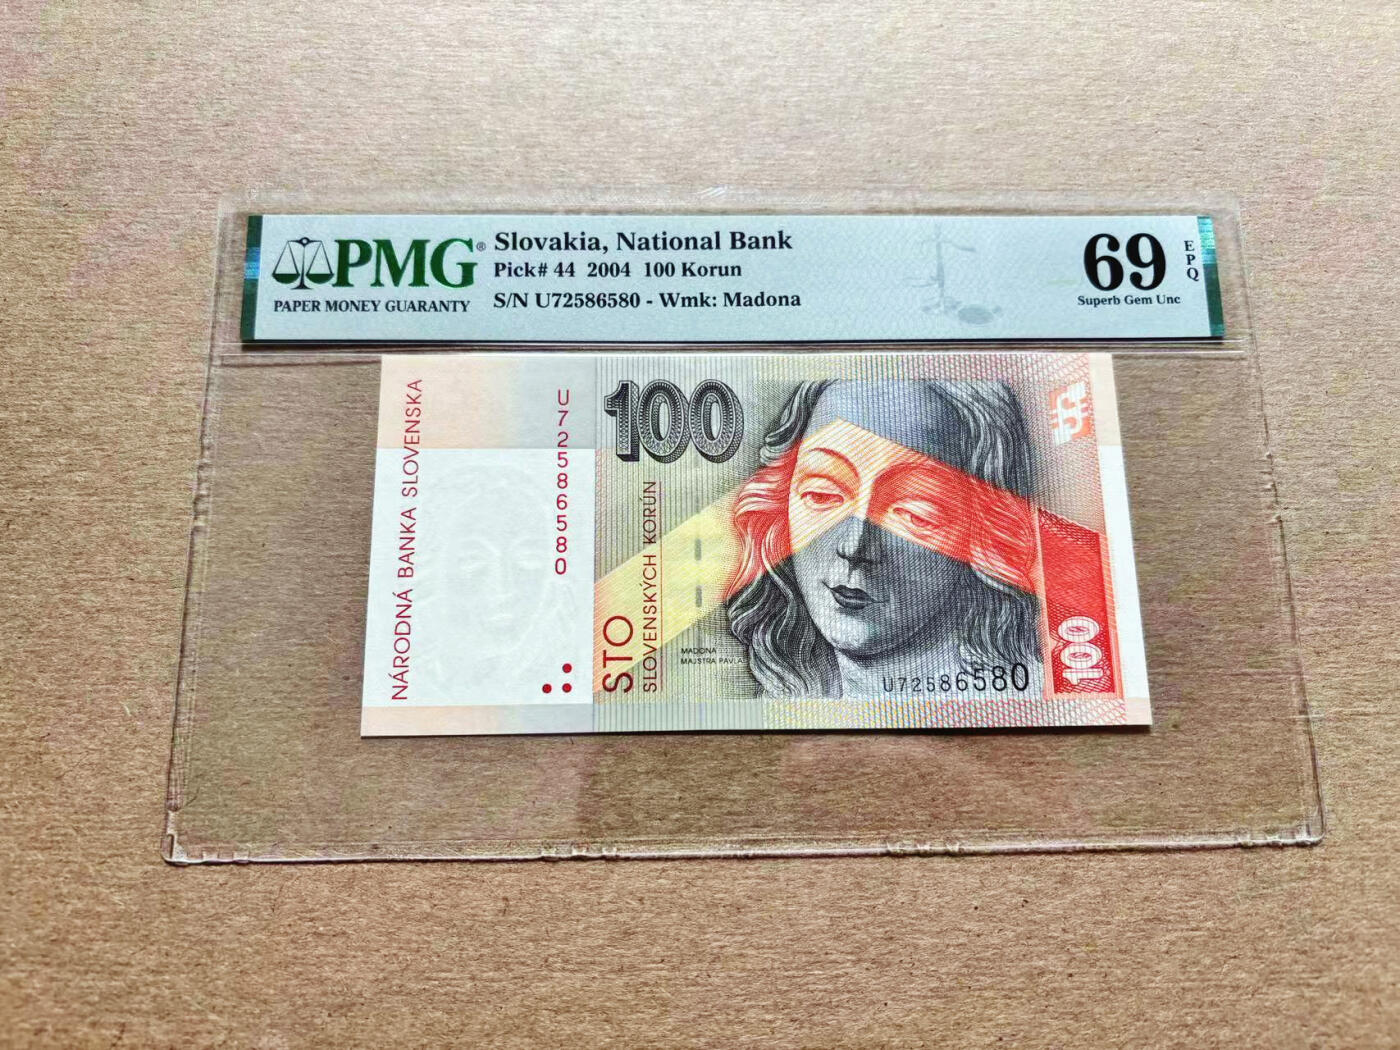 PMG®
PAPER MONEY GUARANTY
Slovakia, National Bank
Pick# 44 2004 100 Korun
S/N U72586580 - Wmk: Madona
69
EPQ
Superb Gem Unc
NÁRODNÁ BANKA SLOVENSKA
U72586580
100
STO
SLOVENSKÝCH KORÚN
MADONA
MAJSTRA PAVLA
U72586580
100